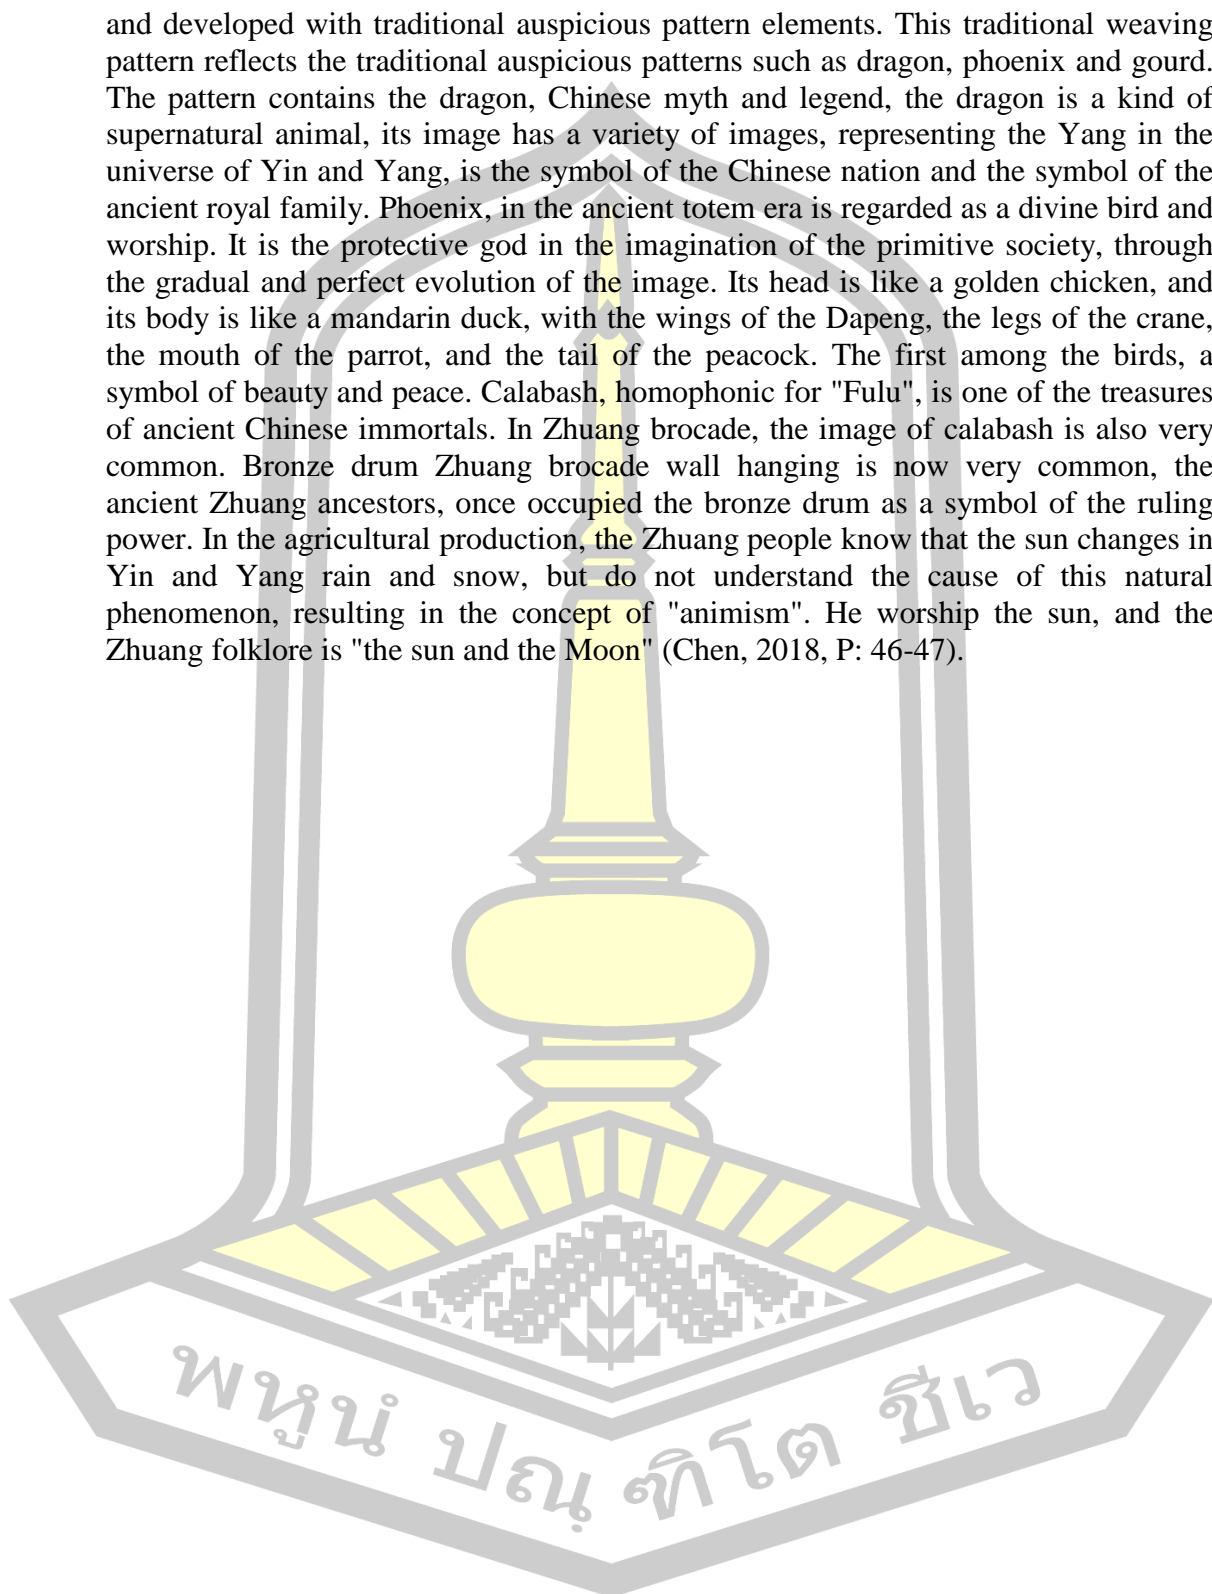 and developed with traditional auspicious pattern elements. This traditional weaving
pattern reflects the traditional auspicious patterns such as dragon, phoenix and gourd.
The pattern contains the dragon, Chinese myth and legend, the dragon is a kind of
supernatural animal, its image has a variety of images, representing the Yang in the
universe of Yin and Yang, is the symbol of the Chinese nation and the symbol of the
ancient royal family. Phoenix, in the ancient totem era is regarded as a divine bird and
worship. It is the protective god in the imagination of the primitive society, through
the gradual and perfect evolution of the image. Its head is like a golden chicken, and
its body is like a mandarin duck, with the wings of the Dapeng, the legs of the crane,
the mouth of the parrot, and the tail of the peacock. The first among the birds, a
symbol of beauty and peace. Calabash, homophonic for "Fulu", is one of the treasures
of ancient Chinese immortals. In Zhuang brocade, the image of calabash is also very
common. Bronze drum Zhuang brocade wall hanging is now very common, the
ancient Zhuang ancestors, once occupied the bronze drum as a symbol of the ruling
power. In the agricultural production, the Zhuang people know that the sun changes in
Yin and Yang rain and snow, but do not understand the cause of this natural
phenomenon, resulting in the concept of "animism". He worship the sun, and the
Zhuang folklore is "the sun and the Moon" (Chen, 2018, P: 46-47).
พหูนํ ปณฺฑิโต ชีเว